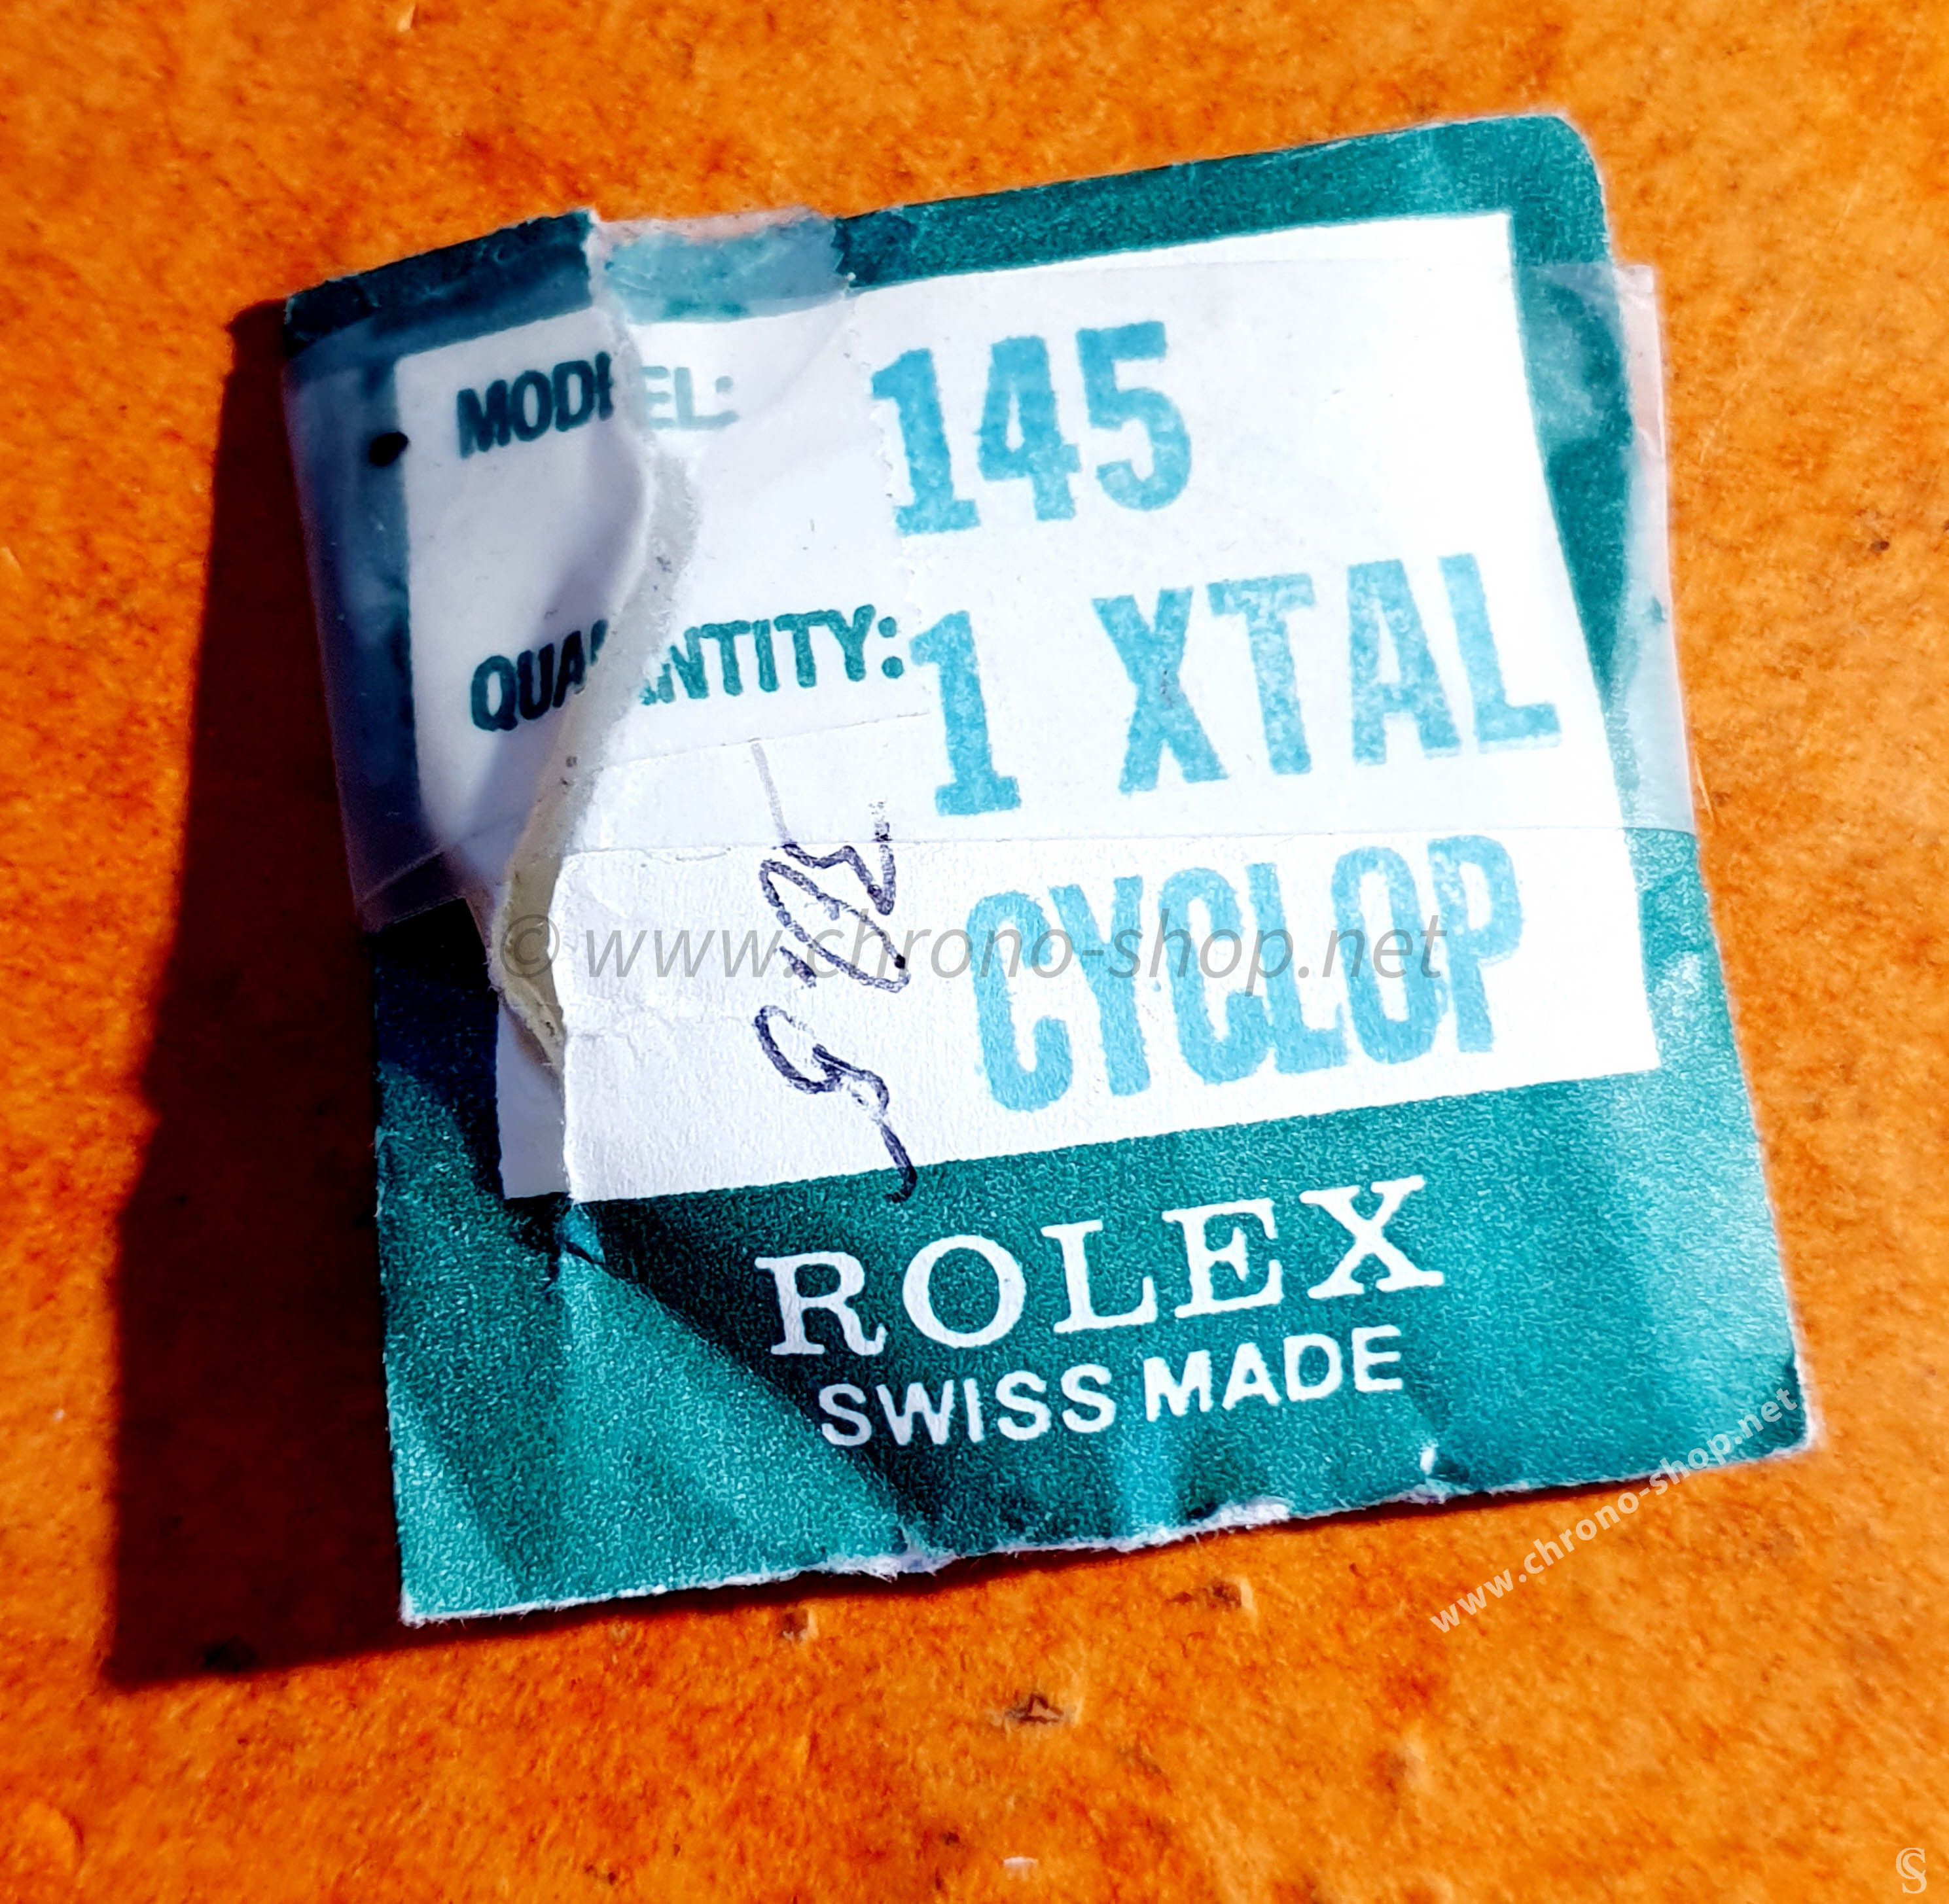 MODEL: 145
QUANTITY: 1 XTAL
CYCLOP
© www.chrono-shop.net
ROLEX
SWISS MADE
www.chrono-shop.net